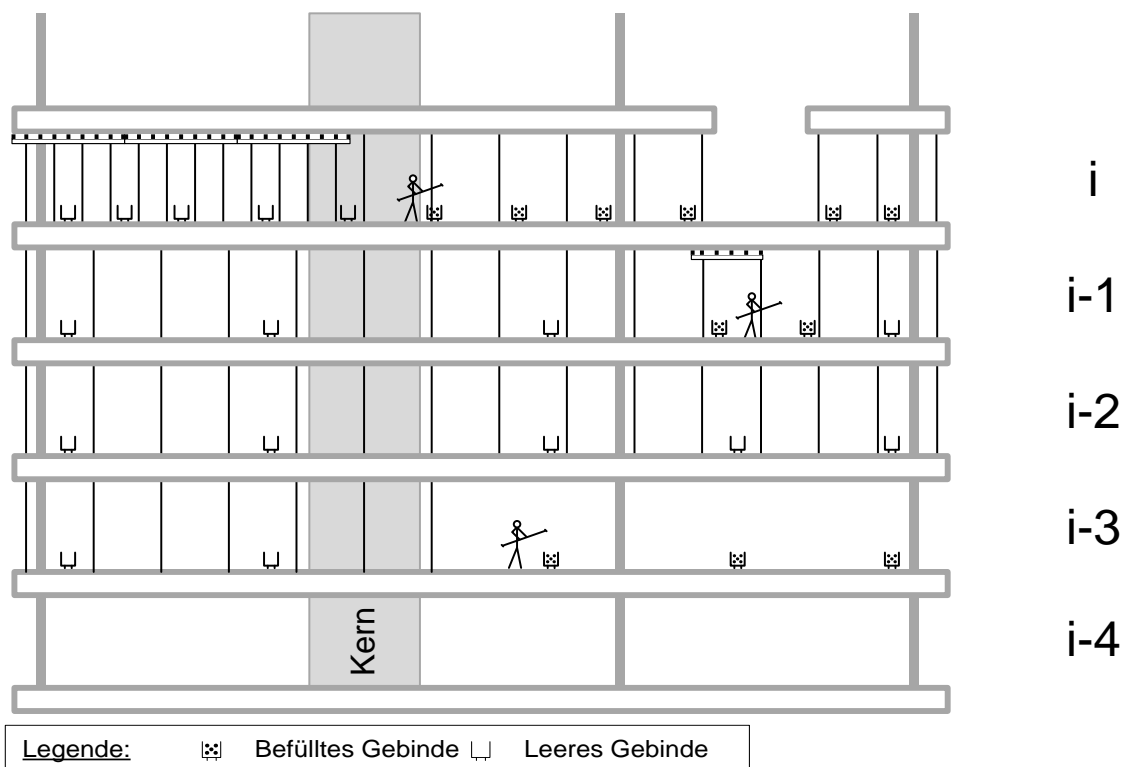 i
i-1
i-2
i-3
i-4
Kern
Legende: Befülltes Gebinde Leeres Gebinde